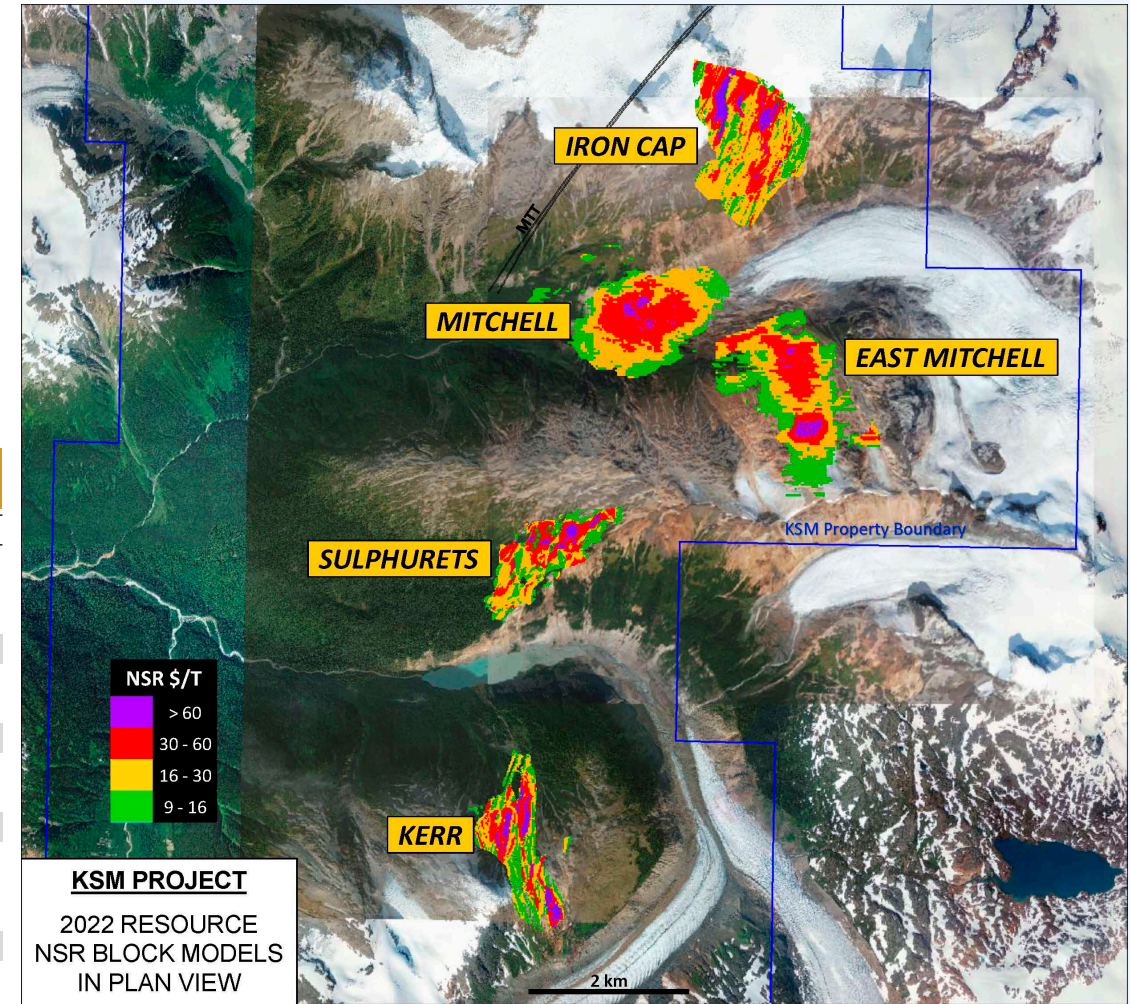 IRON CAP
MTT
MITCHELL
EAST MITCHELL
KSM Property Boundary
SULPHURETS
NSR $/T
> 60
30 - 60
16 - 30
9 - 16
KERR
KSM PROJECT
2022 RESOURCE
NSR BLOCK MODELS
IN PLAN VIEW
2 km